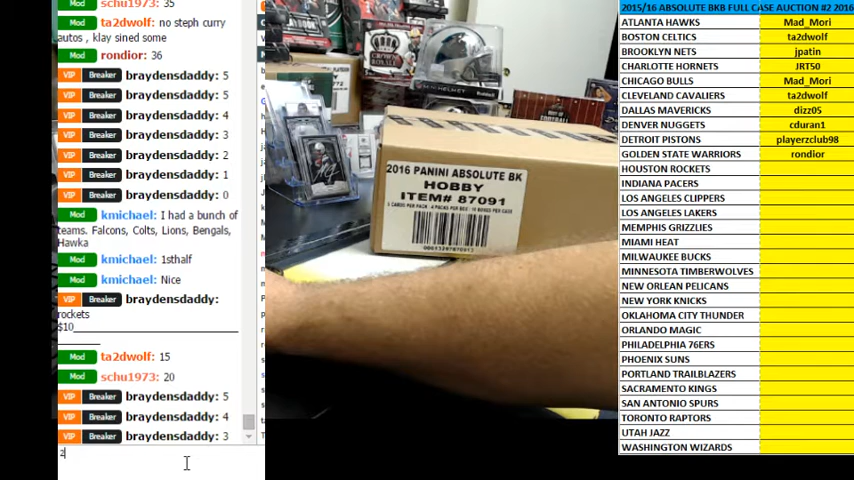 schu1973: 35
Mod ta2dwolf: no steph curry
autos , klay sined some
Mod rondior: 36
VIP Breaker braydensdaddy: 5
VIP Breaker braydensdaddy: 5
VIP Breaker braydensdaddy: 4
VIP Breaker braydensdaddy: 3
VIP Breaker braydensdaddy: 2
VIP Breaker braydensdaddy: 1
VIP Breaker braydensdaddy: 0
Mod kmichael: I had a bunch of
teams. Falcons, Colts, Lions, Bengals,
Hawka
Mod kmichael: 1sthalf
Mod kmichael: Nice
VIP Breaker braydensdaddy:
rockets
$10
Mod ta2dwolf: 15
Mod schu1973: 20
VIP Breaker braydensdaddy: 5
VIP Breaker braydensdaddy: 4
VIP Breaker braydensdaddy: 3
2
CROWN
ROYALE
HELMET
2016 PANINI ABSOLUTE BK
HOBBY
ITEM# 87091
2015/16 ABSOLUTE BKB FULL CASE AUCTION #2 2016
ATLANTA HAWKS Mad_Mori
BOSTON CELTICS ta2dwolf
BROOKLYN NETS jpatin
CHARLOTTE HORNETS JRT50
CHICAGO BULLS Mad_Mori
CLEVELAND CAVALIERS ta2dwolf
DALLAS MAVERICKS dizz05
DENVER NUGGETS cduran1
DETROIT PISTONS playerzclub98
GOLDEN STATE WARRIORS rondior
HOUSTON ROCKETS
INDIANA PACERS
LOS ANGELES CLIPPERS
LOS ANGELES LAKERS
MEMPHIS GRIZZLIES
MIAMI HEAT
MILWAUKEE BUCKS
MINNESOTA TIMBERWOLVES
NEW ORLEAN PELICANS
NEW YORK KNICKS
OKLAHOMA CITY THUNDER
ORLANDO MAGIC
PHILADELPHIA 76ERS
PHOENIX SUNS
PORTLAND TRAILBLAZERS
SACRAMENTO KINGS
SAN ANTONIO SPURS
TORONTO RAPTORS
UTAH JAZZ
WASHINGTON WIZARDS